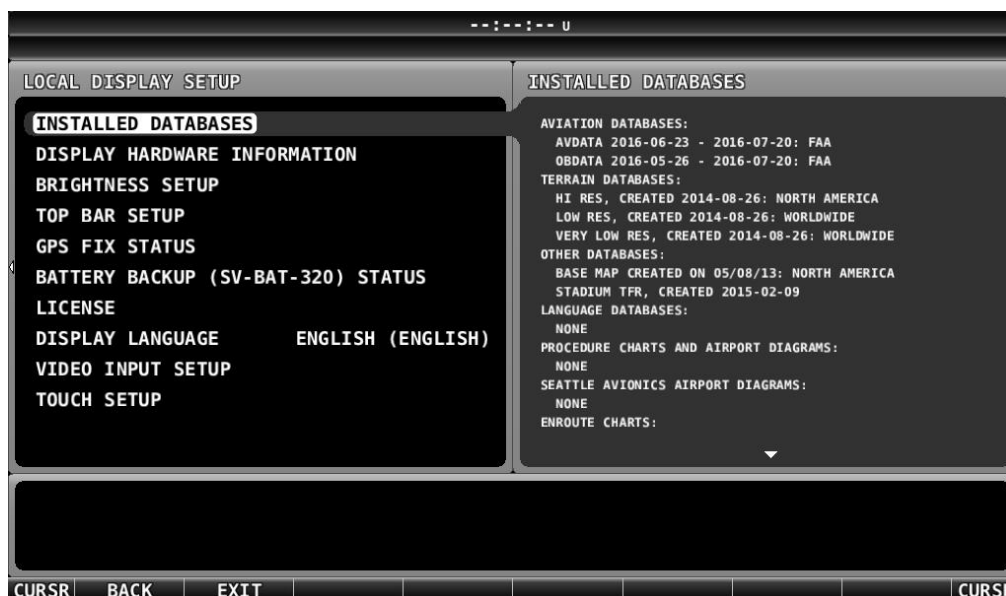 --:--:-- U
LOCAL DISPLAY SETUP
INSTALLED DATABASES
DISPLAY HARDWARE INFORMATION
BRIGHTNESS SETUP
TOP BAR SETUP
GPS FIX STATUS
BATTERY BACKUP (SV-BAT-320) STATUS
LICENSE
DISPLAY LANGUAGE ENGLISH (ENGLISH)
VIDEO INPUT SETUP
TOUCH SETUP
INSTALLED DATABASES
AVIATION DATABASES:
AVDATA 2016-06-23 - 2016-07-20: FAA
OBDATA 2016-05-26 - 2016-07-20: FAA
TERRAIN DATABASES:
HI RES, CREATED 2014-08-26: NORTH AMERICA
LOW RES, CREATED 2014-08-26: WORLDWIDE
VERY LOW RES, CREATED 2014-08-26: WORLDWIDE
OTHER DATABASES:
BASE MAP CREATED ON 05/08/13: NORTH AMERICA
STADIUM TFR, CREATED 2015-02-09
LANGUAGE DATABASES:
NONE
PROCEDURE CHARTS AND AIRPORT DIAGRAMS:
NONE
SEATTLE AVIONICS AIRPORT DIAGRAMS:
NONE
ENROUTE CHARTS:
CURSR BACK EXIT CURS